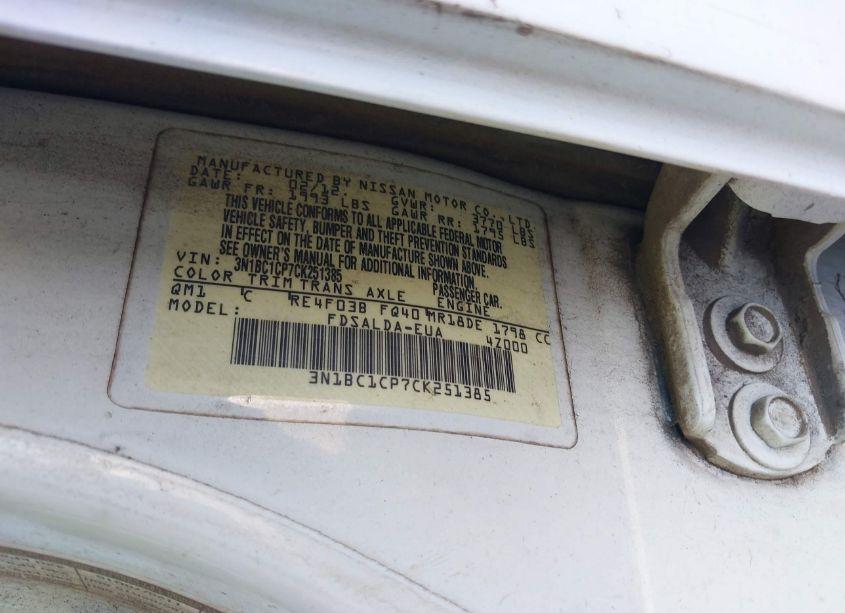 MANUFACTURED BY NISSAN MOTOR CO., LTD.
DATE: 02/12 GVWR: 3770 LBS
GAWR FR: 1993 LBS GAWR RR: 1795 LBS
THIS VEHICLE CONFORMS TO ALL APPLICABLE FEDERAL MOTOR
VEHICLE SAFETY, BUMPER AND THEFT PREVENTION STANDARDS
IN EFFECT ON THE DATE OF MANUFACTURE SHOWN ABOVE.
SEE OWNER'S MANUAL FOR ADDITIONAL INFORMATION.
VIN: 3N1BC1CP7CK251385 PASSENGER CAR.
COLOR TRIM TRANS AXLE ENGINE
QM1 C RE4F03B FQ40 MR18DE 1798 CC
MODEL: FDSALDA-EUA 4Z000
3N1BC1CP7CK251385